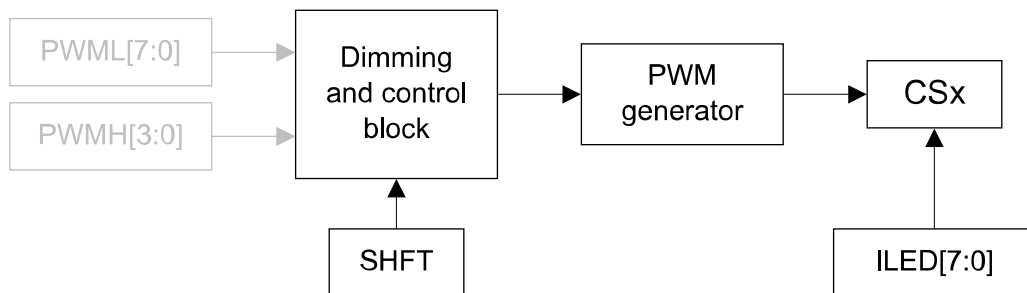 PWML[7:0]
PWMH[3:0]
Dimming
and control
block
PWM
generator
CSx
SHFT
ILED[7:0]